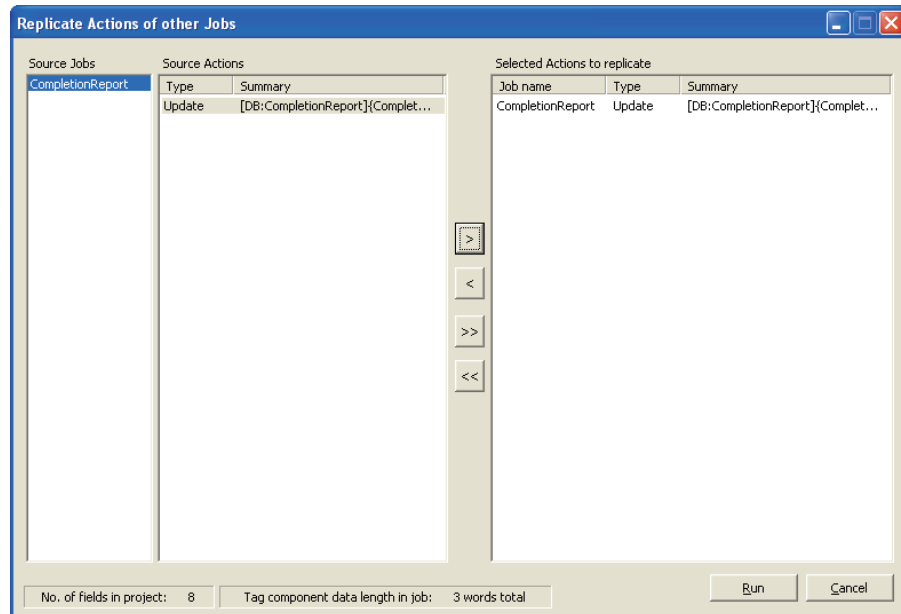 Replicate Actions of other Jobs
Source Jobs
CompletionReport
Source Actions
Type Summary
Update [DB:CompletionReport]{Complet...
>
<
>>
<<
Selected Actions to replicate
Job name Type Summary
CompletionReport Update [DB:CompletionReport]{Complet...
No. of fields in project: 8
Tag component data length in job: 3 words total
Run
Cancel